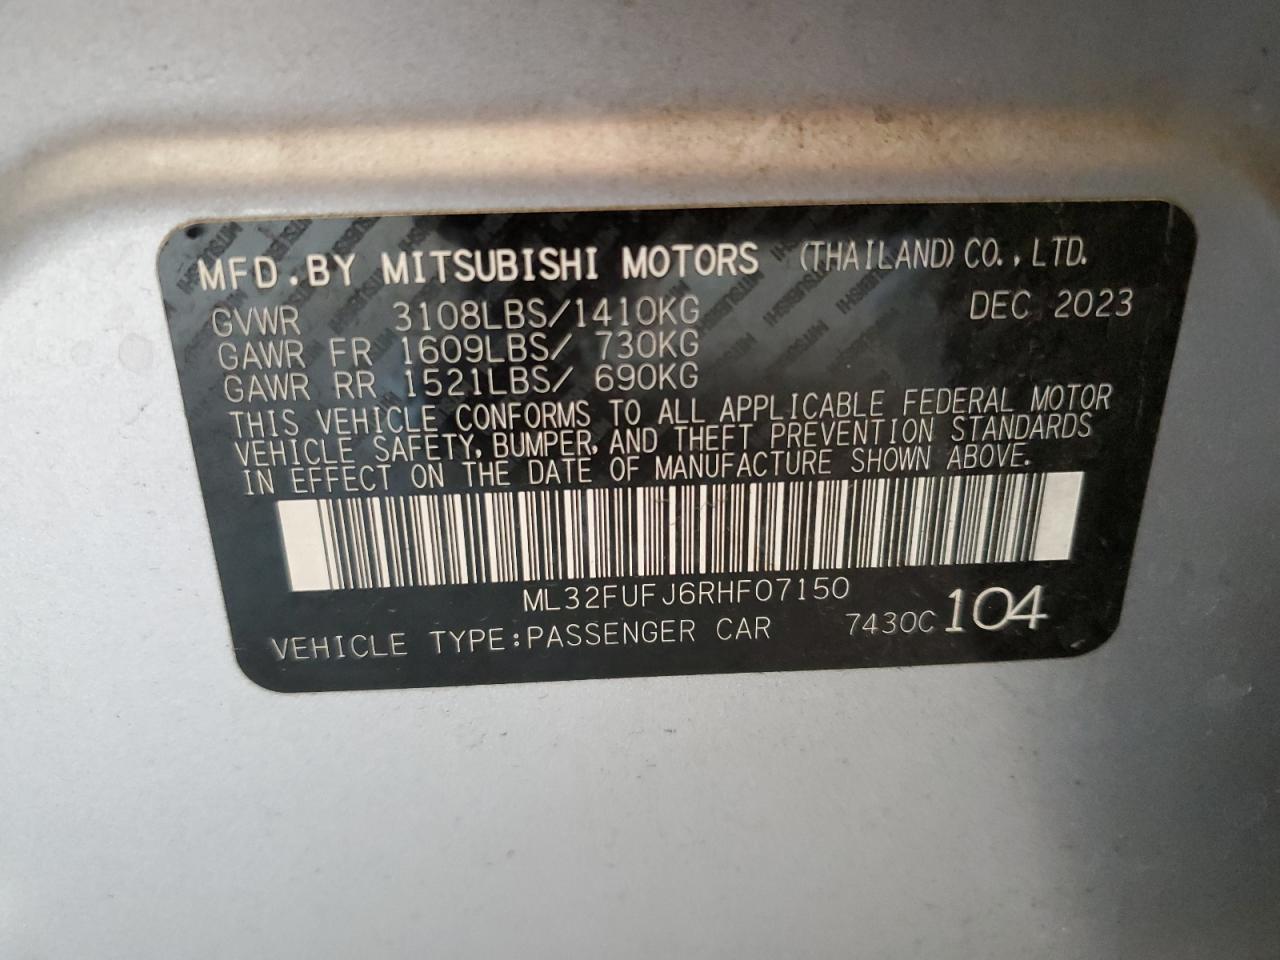 MFD.BY MITSUBISHI MOTORS (THAILAND) CO., LTD.
GVWR 3108LBS/1410KG DEC 2023
GAWR FR 1609LBS/ 730KG
GAWR RR 1521LBS/ 690KG
THIS VEHICLE CONFORMS TO ALL APPLICABLE FEDERAL MOTOR
VEHICLE SAFETY, BUMPER, AND THEFT PREVENTION STANDARDS
IN EFFECT ON THE DATE OF MANUFACTURE SHOWN ABOVE.
ML32FUFJ6RHF07150
VEHICLE TYPE:PASSENGER CAR 7430C 104